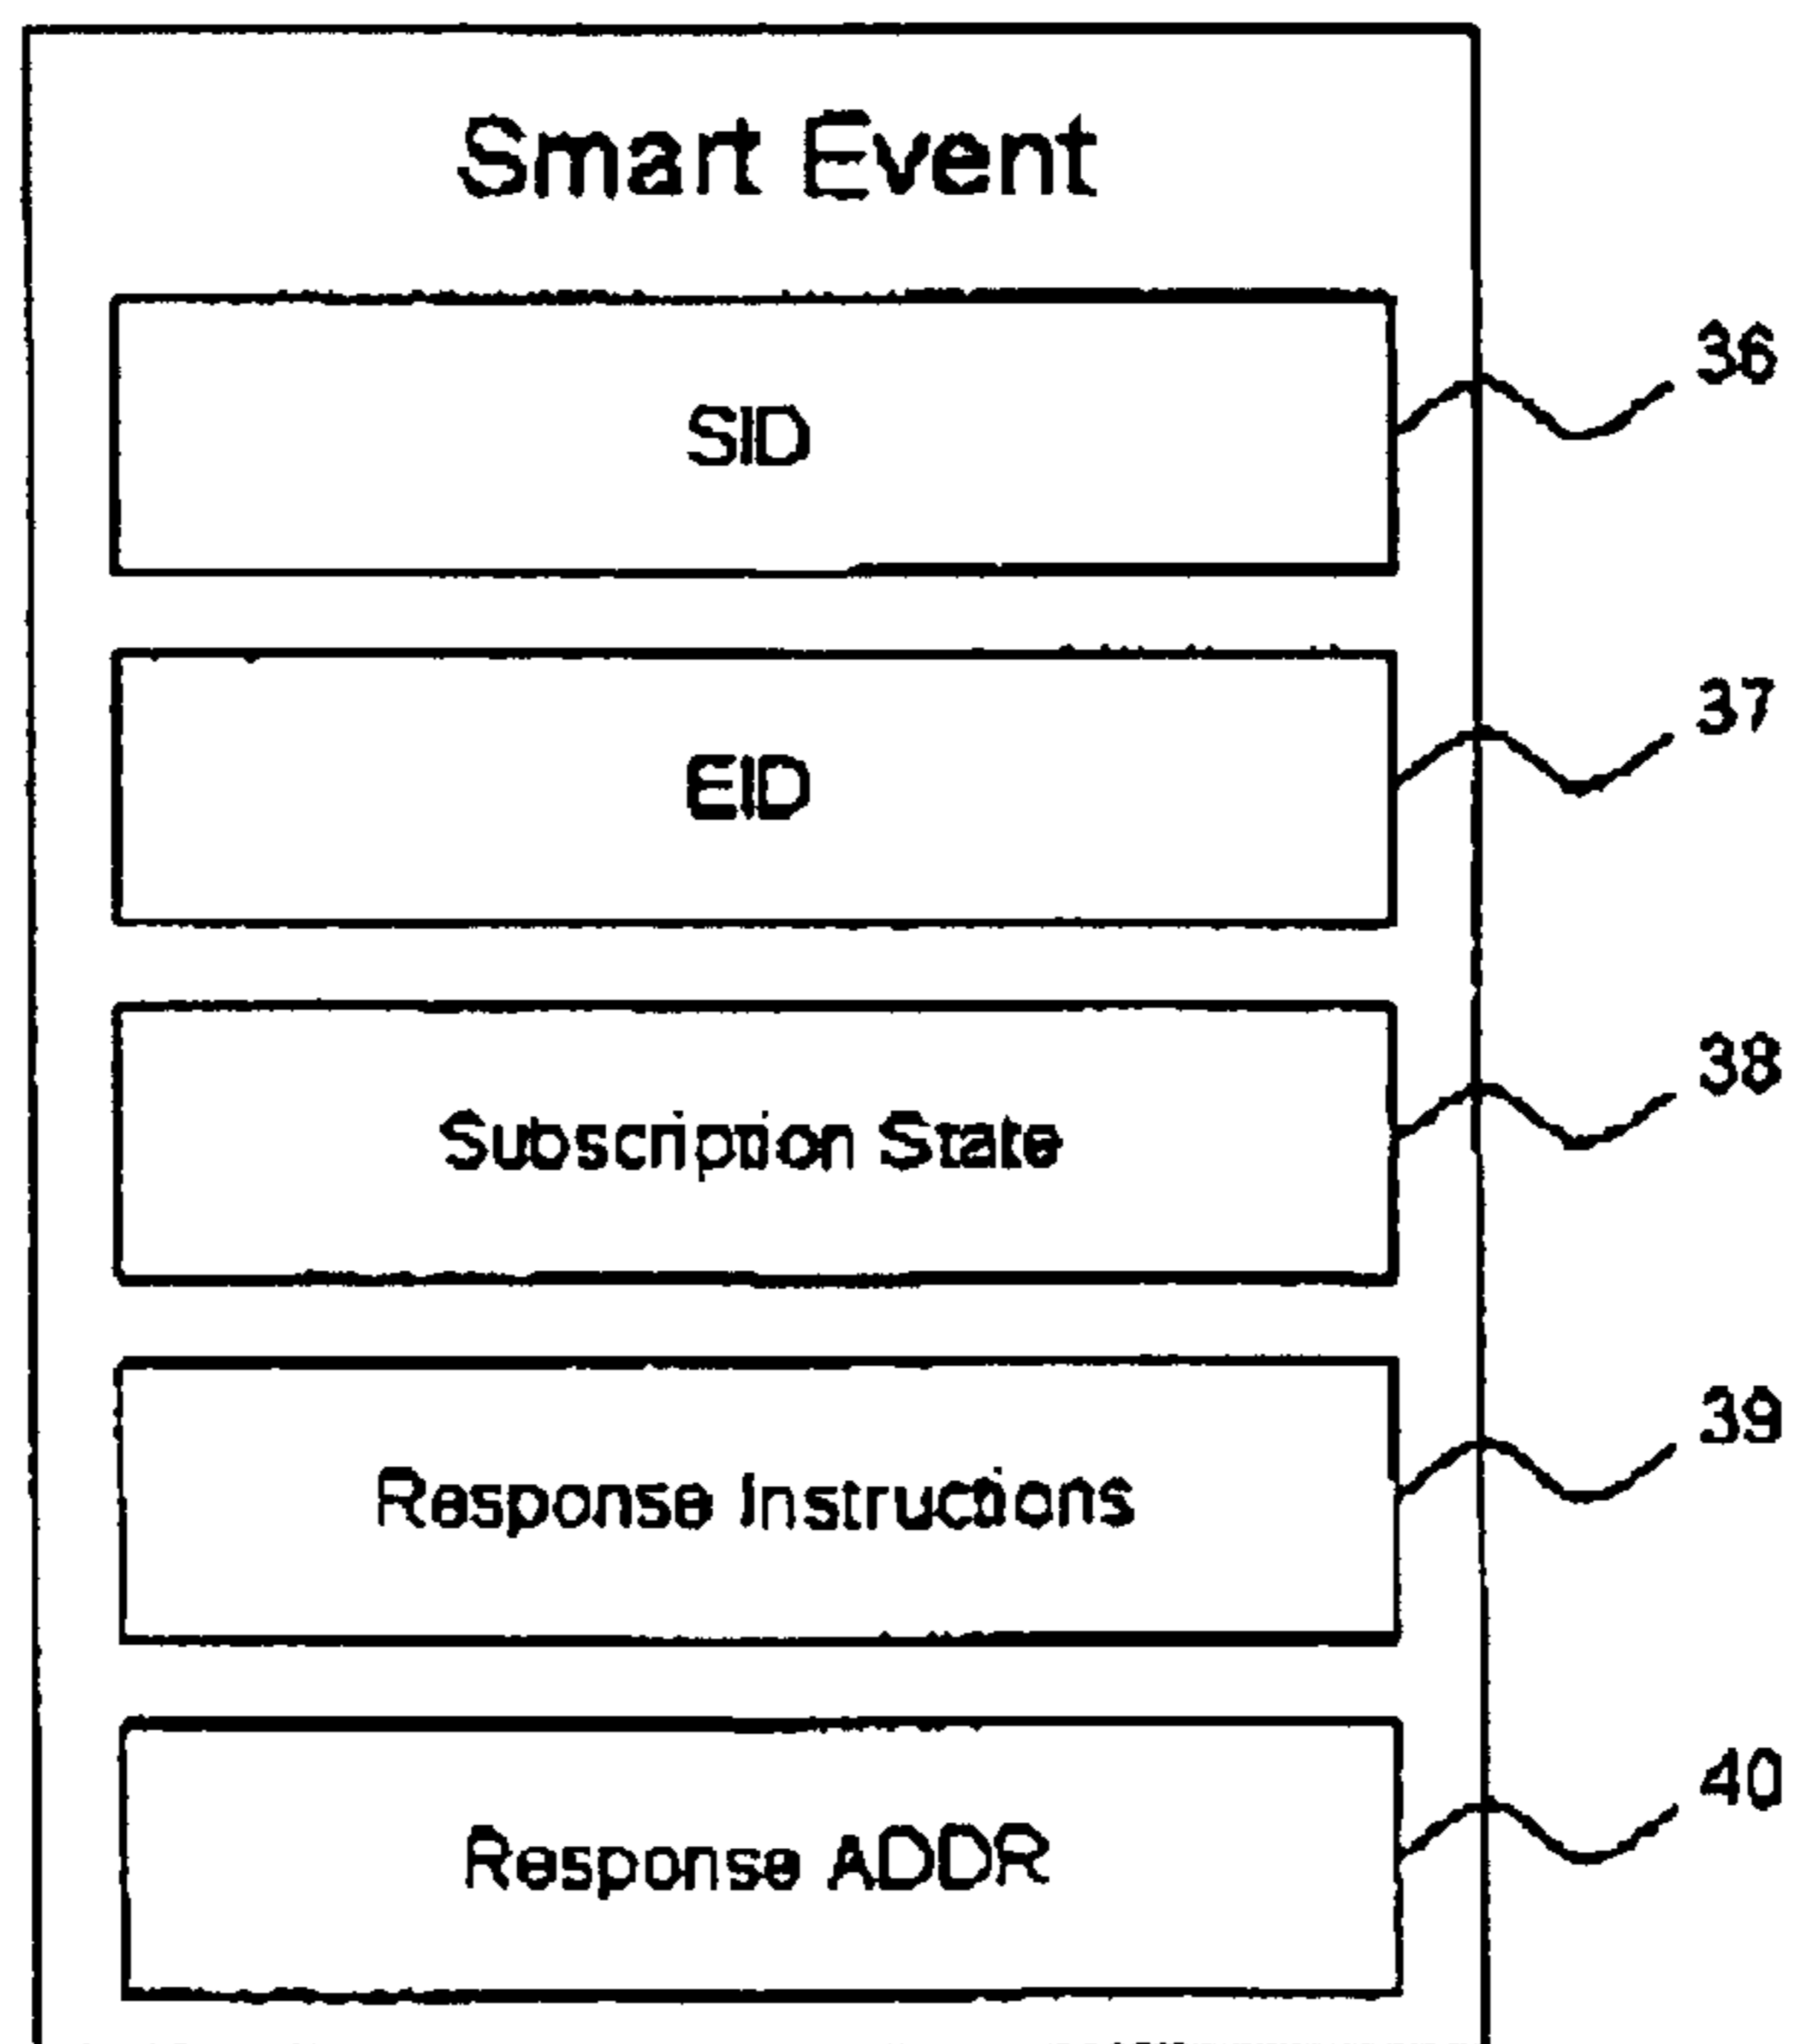 Smart Event
SID
36
EID
37
Subscription State
38
Response Instructions
39
Response ADDR
40